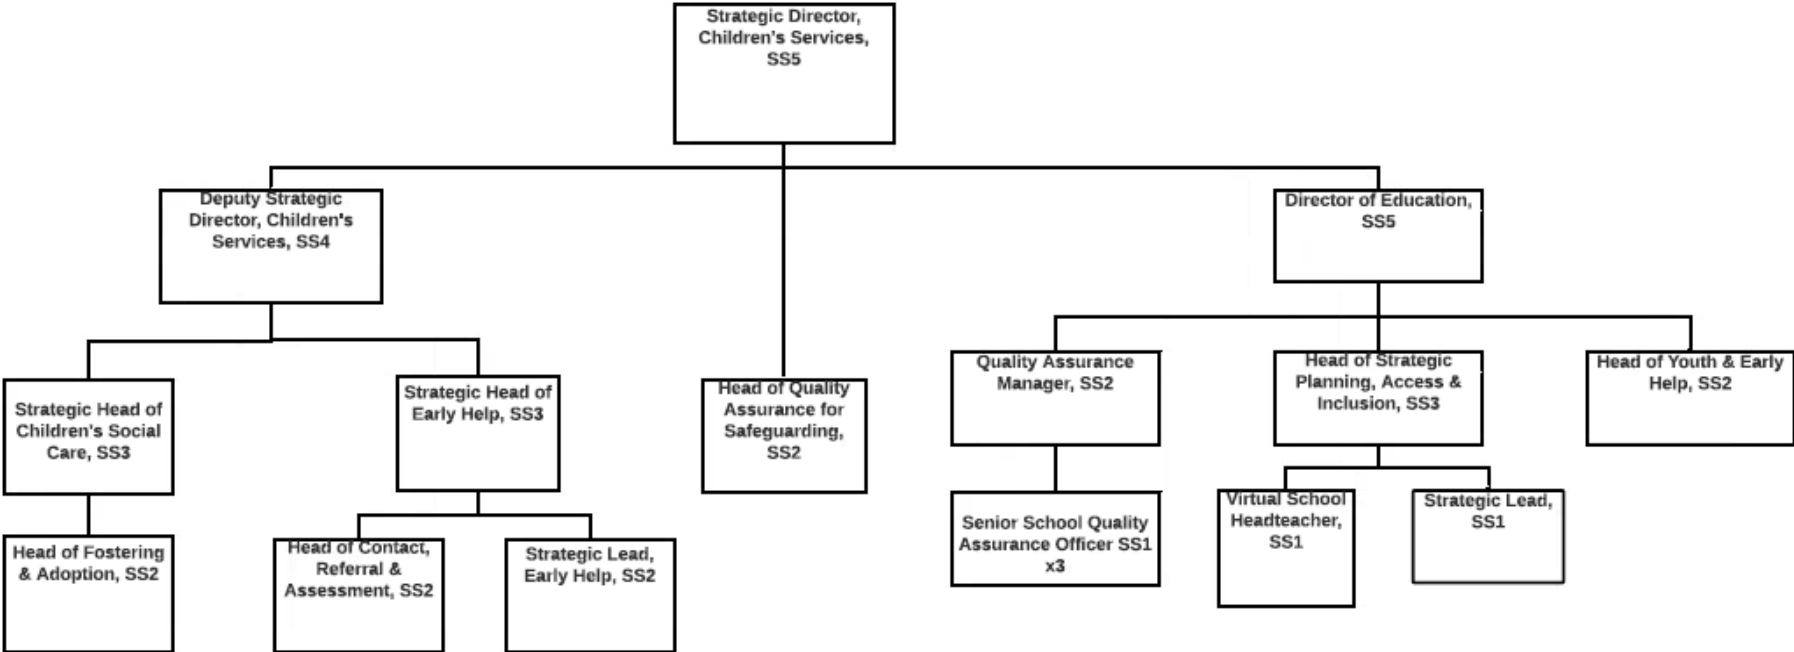 Strategic Director,
Children's Services,
SS5
Deputy Strategic
Director, Children's
Services, SS4
Director of Education,
SS5
Strategic Head of
Children's Social
Care, SS3
Strategic Head of
Early Help, SS3
Head of Quality
Assurance for
Safeguarding,
SS2
Quality Assurance
Manager, SS2
Head of Strategic
Planning, Access &
Inclusion, SS3
Head of Youth & Early
Help, SS2
Head of Fostering
& Adoption, SS2
Head of Contact,
Referral &
Assessment, SS2
Strategic Lead,
Early Help, SS2
Senior School Quality
Assurance Officer SS1
x3
Virtual School
Headteacher,
SS1
Strategic Lead,
SS1